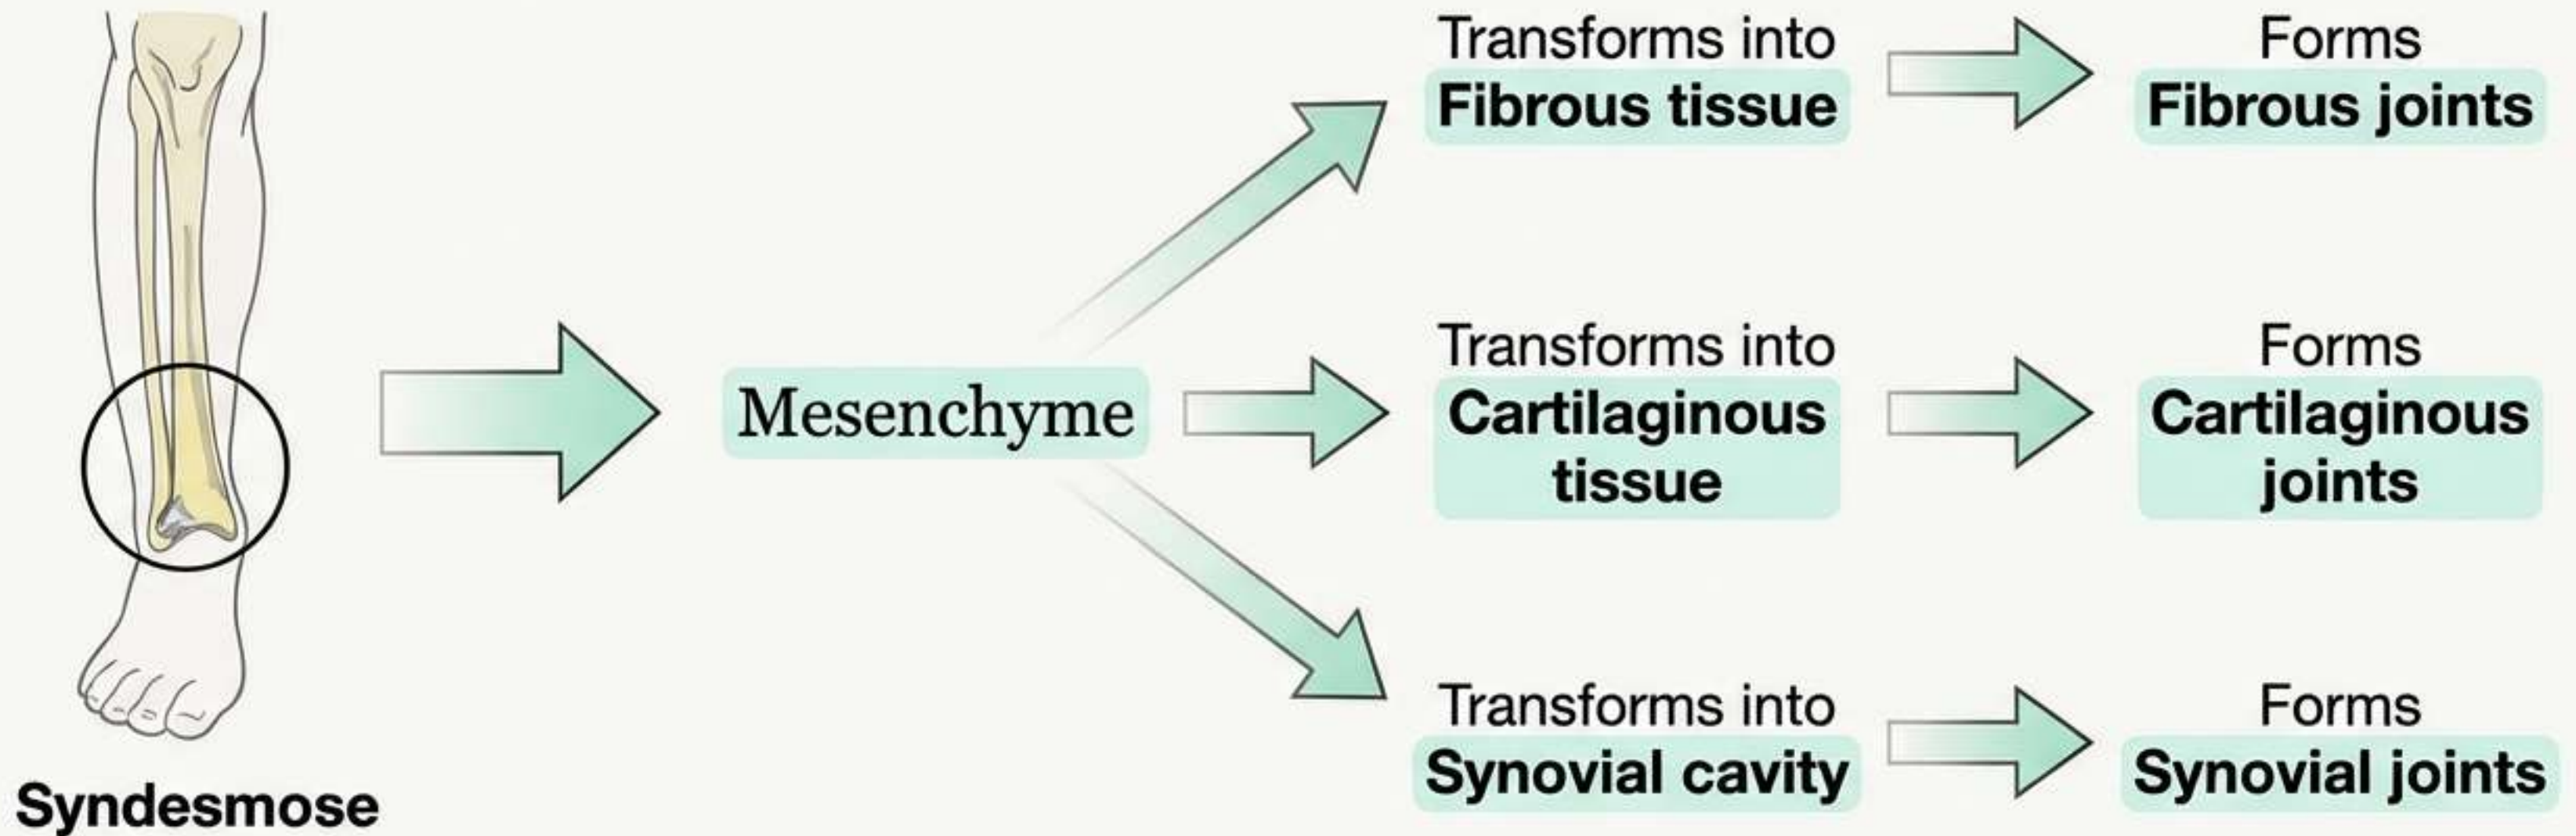 Transforms into
Fibrous tissue
Forms
Fibrous joints
Mesenchyme
Transforms into
Cartilaginous
tissue
Forms
Cartilaginous
joints
Transforms into
Synovial cavity
Forms
Synovial joints
Syndesmose